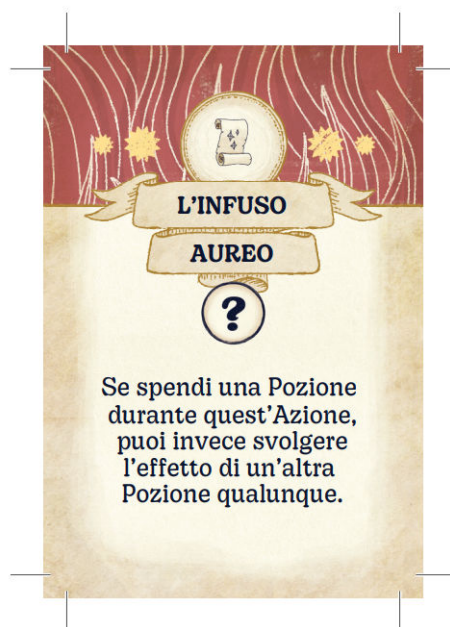 L’INFUSO
AUREO
?
Se spendi una Pozione
durante quest’Azione,
puoi invece svolgere
l’effetto di un’altra
Pozione qualunque.